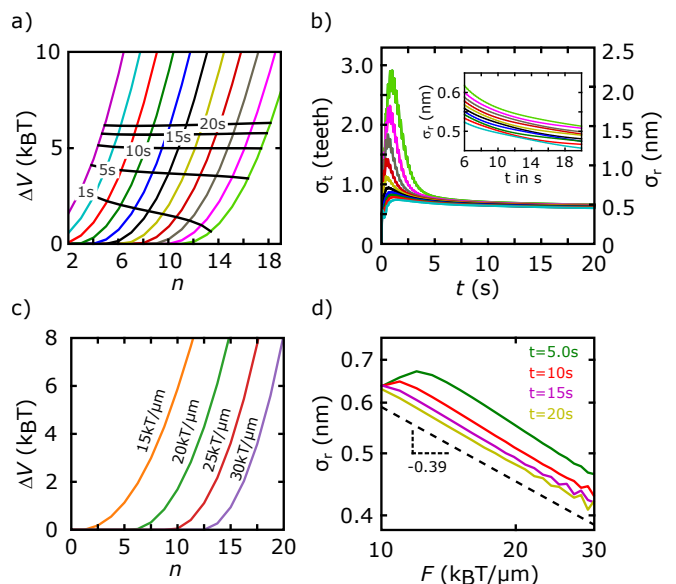 a)
10
5
0
ΔV (kBT)
20s
15s
10s
5s
1s
2 6 10 14 18
n
b)
3.0
2.0
1.0
0
σt (teeth)
2.5
2.0
1.5
1.0
0.5
0
σr (nm)
0.6
0.5
σr (nm)
6 20
t in s
0 5 10 15 20
t (s)
c)
8
6
4
2
0
ΔV (kBT)
15kT/μm
20kT/μm
25kT/μm
30kT/μm
0 5 10 15 20
n
d)
0.7
0.6
0.5
0.4
σr (nm)
t=5.0s
t=10s
t=15s
t=20s
-0.39
10 20 30
F (kBT/μm)